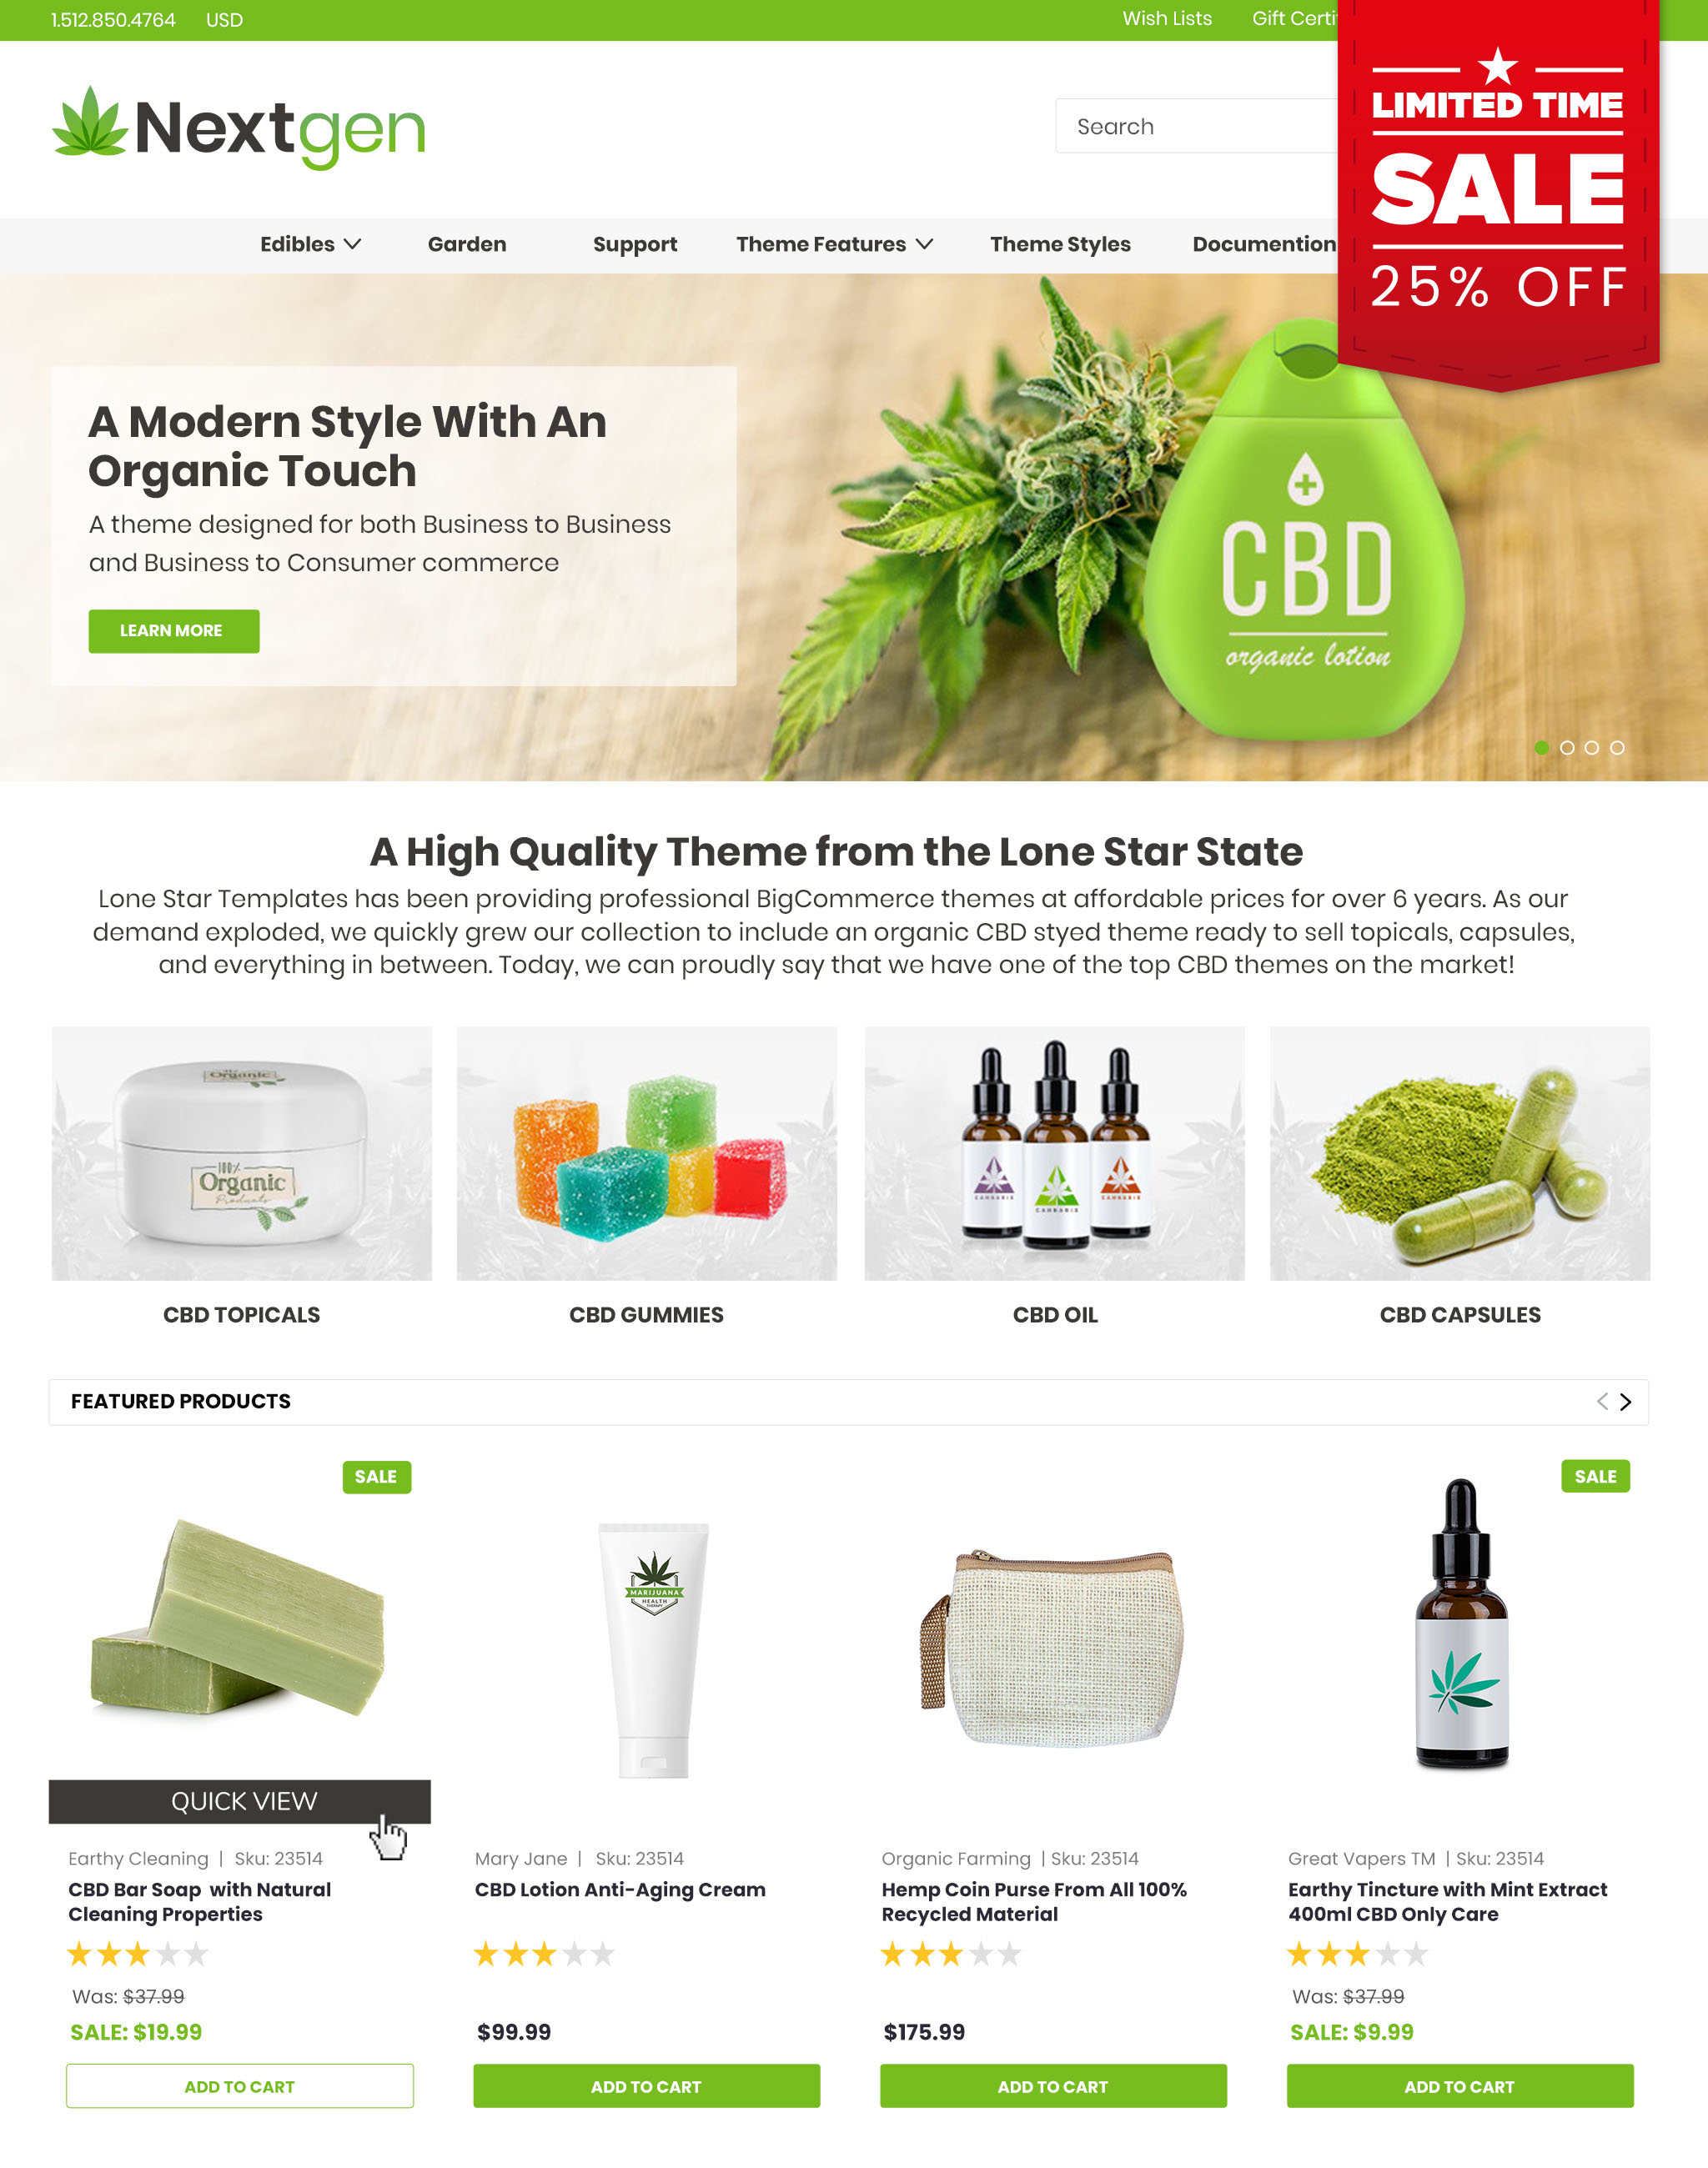 1.512.850.4764 USD Wish Lists Gift Certi
LIMITED TIME
SALE
25% OFF
Nextgen
Search
Edibles Garden Support Theme Features Theme Styles Documention
A Modern Style With An
Organic Touch
A theme designed for both Business to Business
and Business to Consumer commerce
LEARN MORE
CBD
organic lotion
A High Quality Theme from the Lone Star State
Lone Star Templates has been providing professional BigCommerce themes at affordable prices for over 6 years. As our
demand exploded, we quickly grew our collection to include an organic CBD styed theme ready to sell topicals, capsules,
and everything in between. Today, we can proudly say that we have one of the top CBD themes on the market!
Organic
100%
Organic
Products
CANNABIS
CANNABIS
CANNABIS
CBD TOPICALS
CBD GUMMIES
CBD OIL
CBD CAPSULES
FEATURED PRODUCTS
SALE
SALE
MARIJUANA
HEALTH
THERAPY
QUICK VIEW
Earthy Cleaning | Sku: 23514
CBD Bar Soap with Natural
Cleaning Properties
Was: $37.99
SALE: $19.99
ADD TO CART
Mary Jane | Sku: 23514
CBD Lotion Anti-Aging Cream
$99.99
ADD TO CART
Organic Farming | Sku: 23514
Hemp Coin Purse From All 100%
Recycled Material
$175.99
ADD TO CART
Great Vapers TM | Sku: 23514
Earthy Tincture with Mint Extract
400ml CBD Only Care
Was: $37.99
SALE: $9.99
ADD TO CART